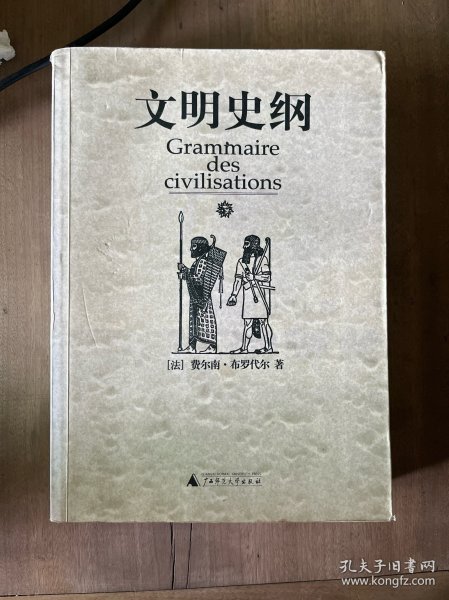 文明史纲
Grammaire
des
civilisations
[法] 费尔南·布罗代尔 著
广西师范大学出版社
孔夫子旧书网
www.kongfz.com